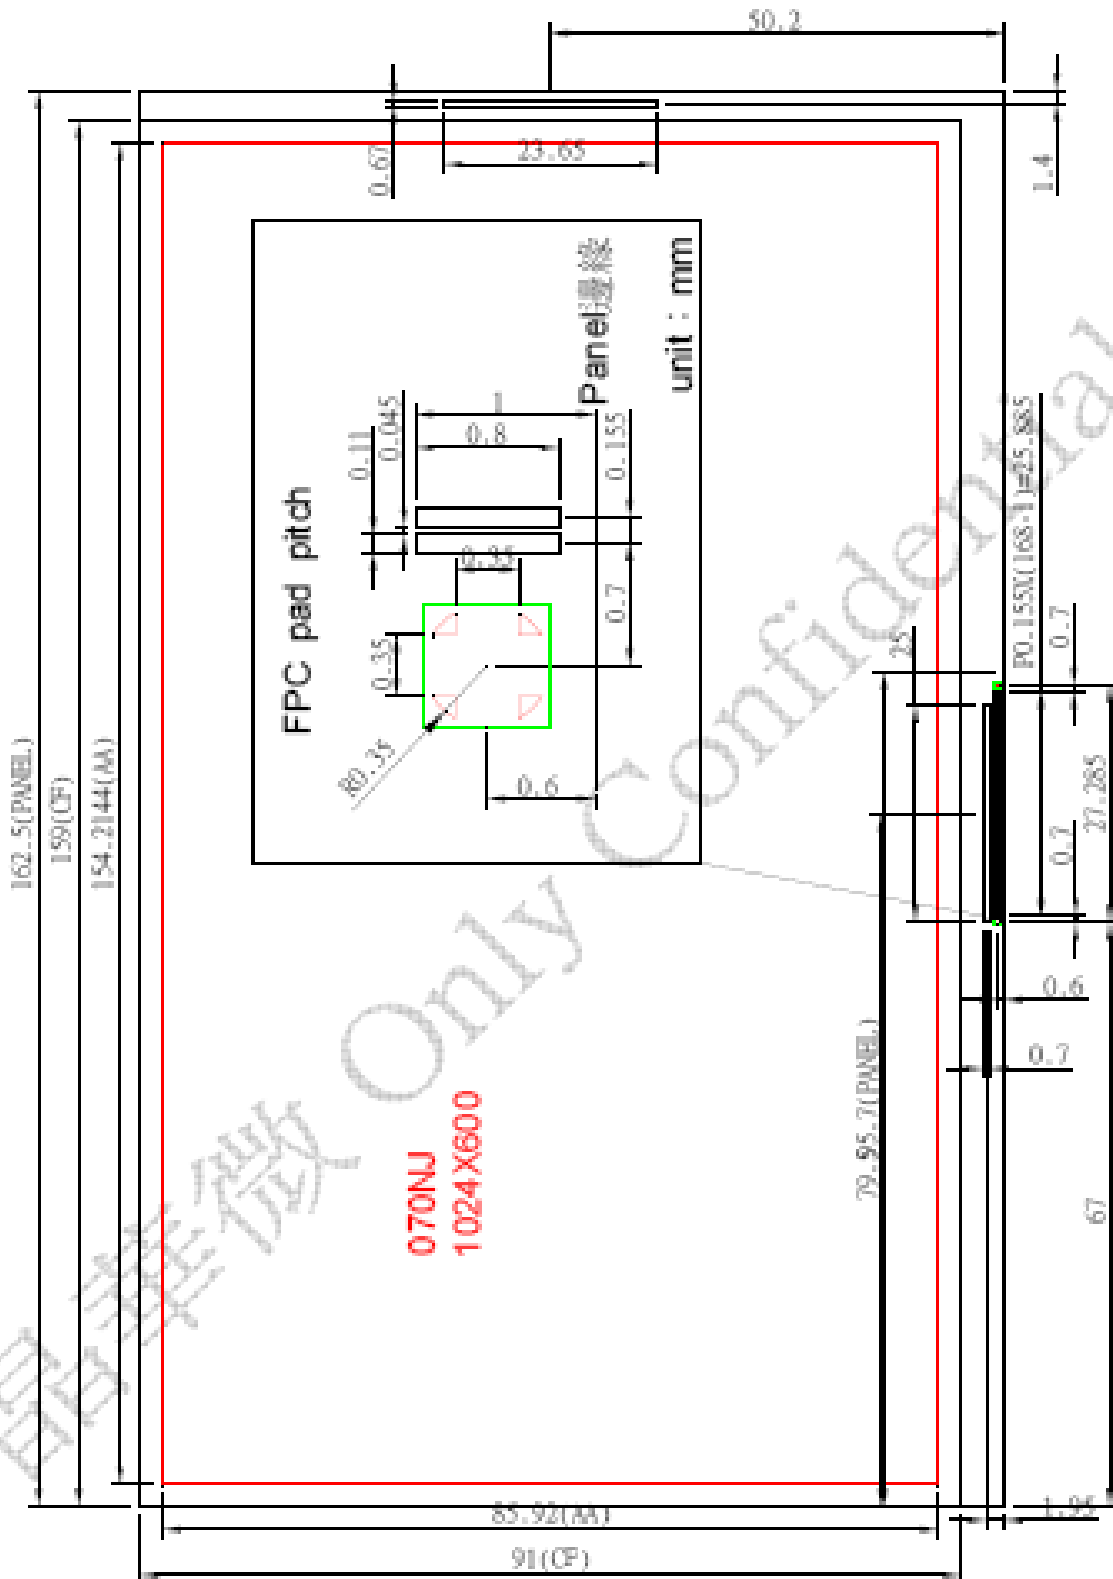 50.2
23.65
0.67
1.4
Panel邊緣
unit : mm
1
0.8
0.045
0.11
0.155
FPC pad pitch
0.35
0.7
0.35
R0.35
0.6
P0.155X(168-1)=25.885
0.7
25
27.285
0.7
162.5(PANEL)
159(CF)
154.2144(AA)
0.6
0.7
67
070NJ
1024X600
1.95
85.92(AA)
91(CF)
Only Confidential